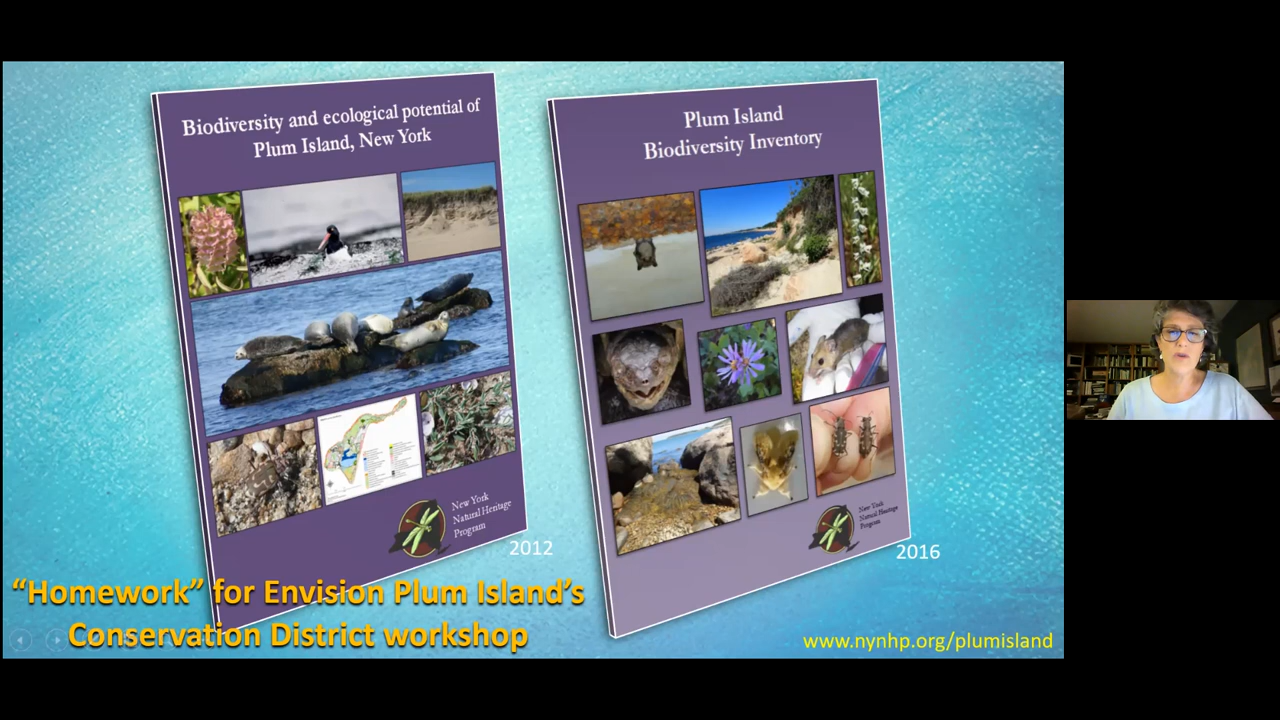 Biodiversity and ecological potential of
Plum Island, New York
New York
Natural Heritage
Program
2012
Plum Island
Biodiversity Inventory
New York
Natural Heritage
Program
2016
“Homework” for Envision Plum Island’s
Conservation District workshop
www.nynhp.org/plumisland